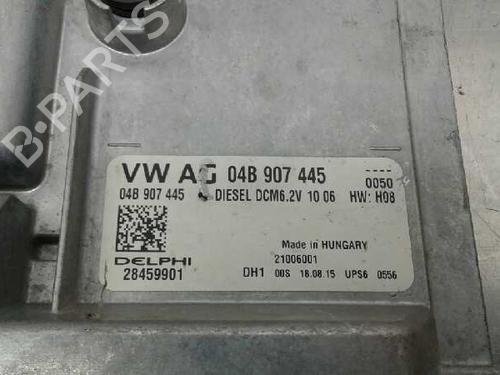 B-PARTS
VW AG 04B 907 445 ----
0050
04B 907 445 DIESEL DCM6.2V 10 06 HW: H08
Made in HUNGARY
DELPHI 21006001
28459901 DH1 00S 18.08.15 UPS6 0556